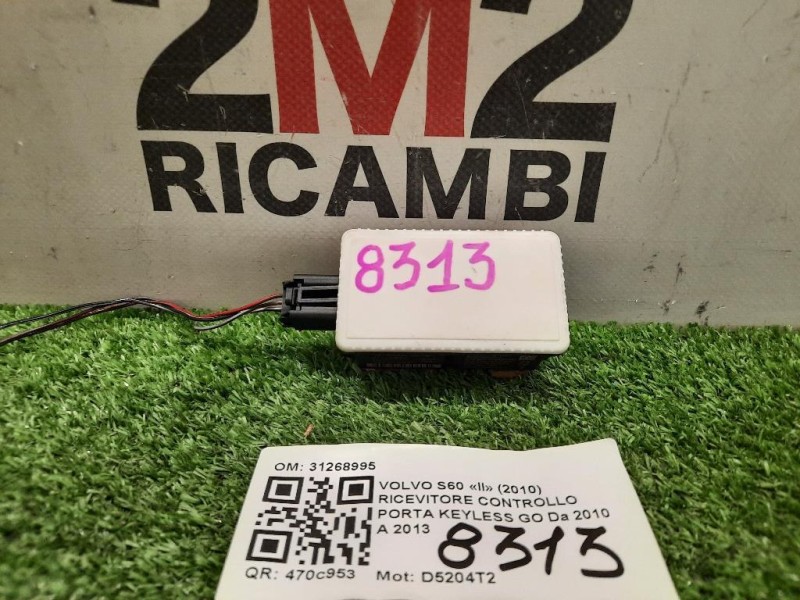 2M2
RICAMBI
8313
OM: 31268995
VOLVO S60 «II» (2010)
RICEVITORE CONTROLLO
PORTA KEYLESS GO Da 2010
A 2013
8313
QR: 470c953 Mot: D5204T2